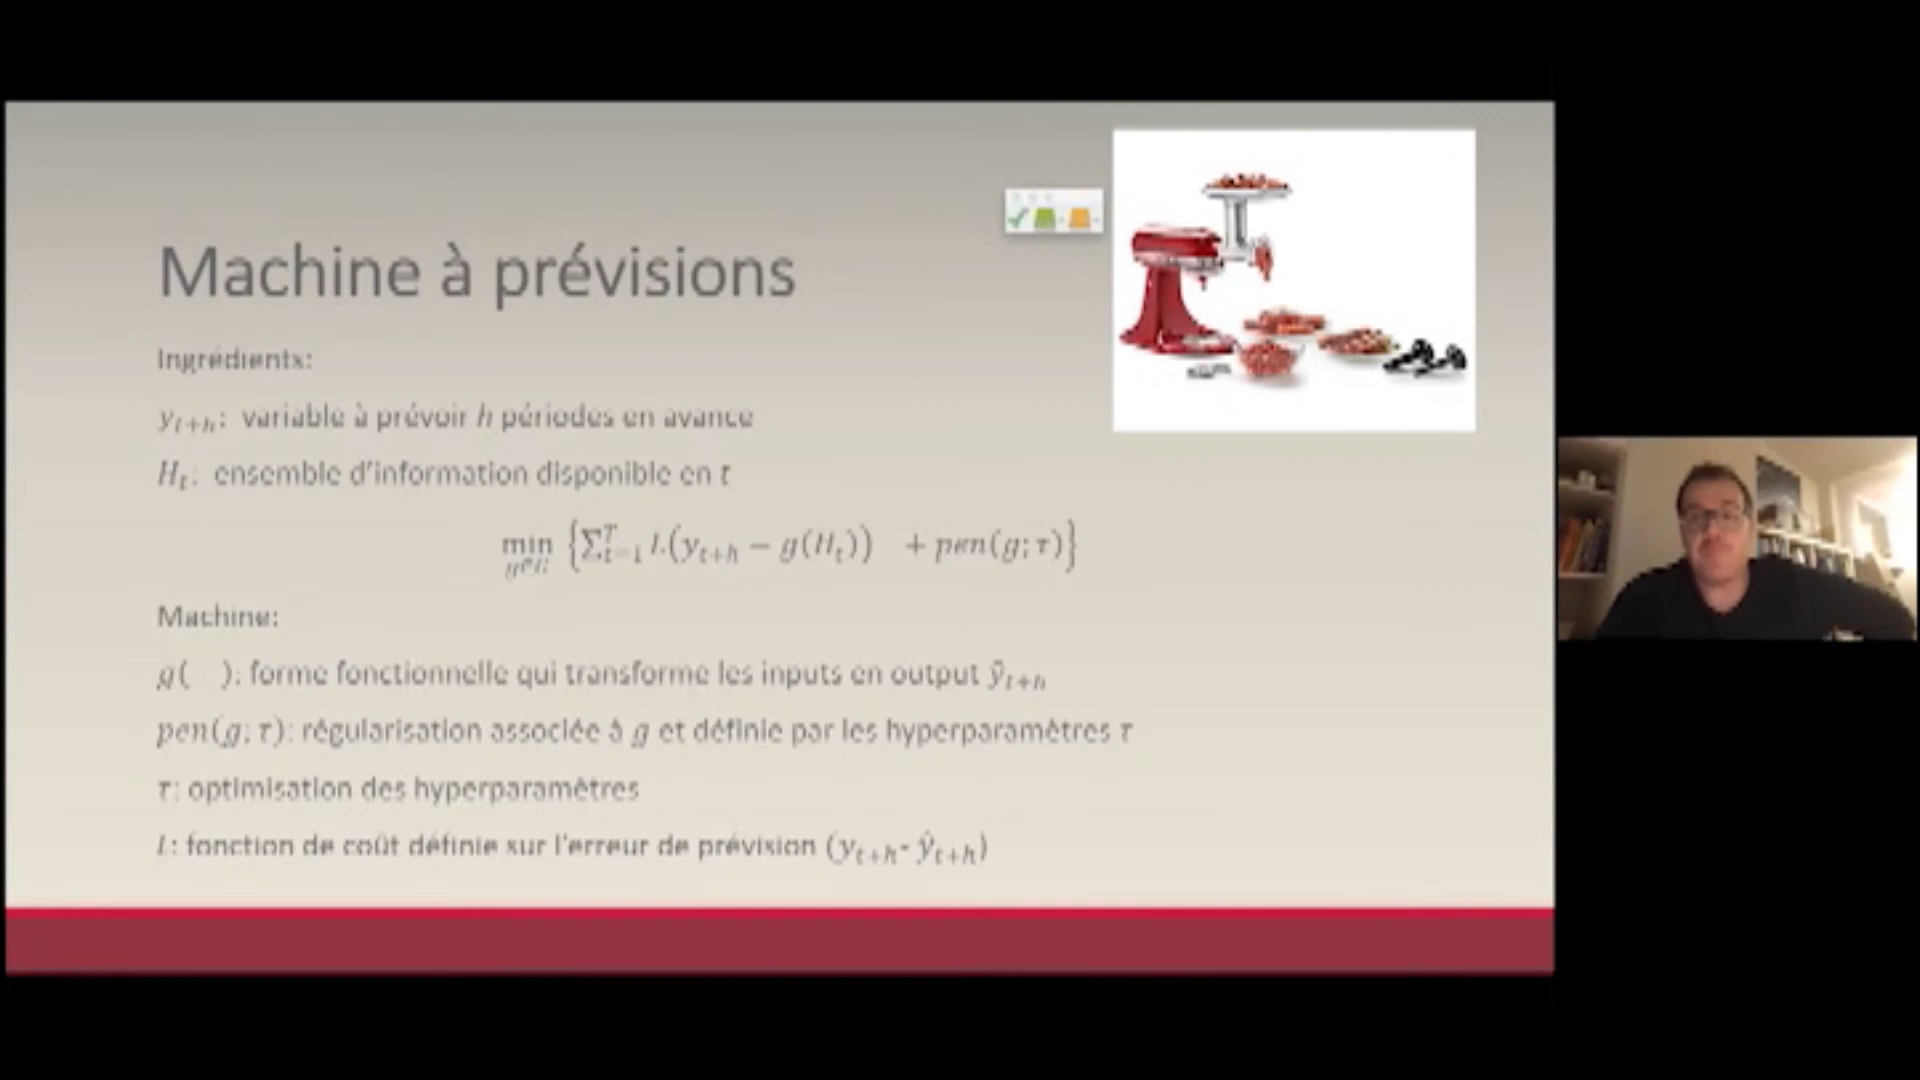 Machine à prévisions
Ingrédients:
y_{t+h}: variable à prévoir h périodes en avance
H_t: ensemble d'information disponible en t
min_{g∈G} {∑_{t=1}^T L(y_{t+h} − g(H_t)) + pen(g; τ)}
Machine:
g( ): forme fonctionnelle qui transforme les inputs en output ŷ_{t+h}
pen(g; τ): régularisation associée à g et définie par les hyperparamètres τ
τ: optimisation des hyperparamètres
L: fonction de coût définie sur l'erreur de prévision (y_{t+h}- ŷ_{t+h})